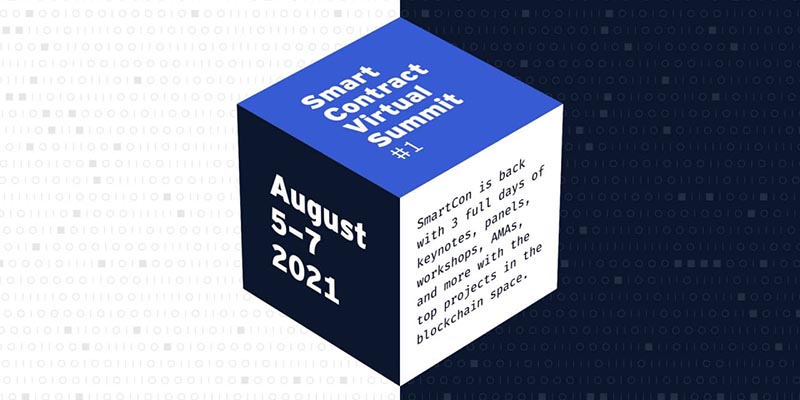 Smart
Contract
Virtual
Summit
#1
August
5–7
2021
SmartCon is back
with 3 full days of
keynotes, panels,
workshops, AMAs,
and more with the
top projects in the
blockchain space.